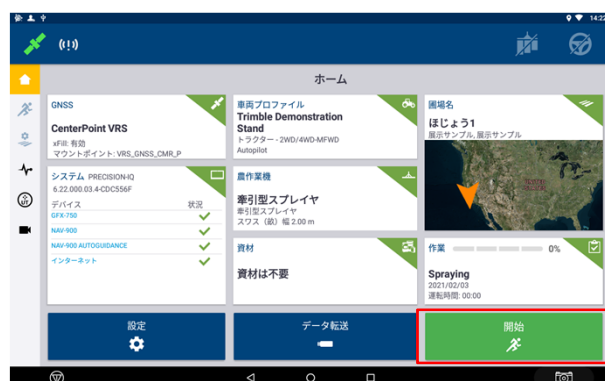 14:22
ホーム
GNSS
CenterPoint VRS
xFill: 有効
マウントポイント: VRS_GNSS_CMR_P
車両プロファイル
Trimble Demonstration
Stand
トラクター - 2WD/4WD-MFWD
Autopilot
圃場名
ほじょう1
展示サンプル, 展示サンプル
システム PRECISION-IQ
6.22.000.03.4-CDC556F
デバイス 状況
GFX-750
NAV-900
NAV-900 AUTOGUIDANCE
インターネット
農作業機
牽引型スプレイヤ
牽引型スプレイヤ
スワス（畝）幅 2.00 m
資材
資材は不要
作業 0%
Spraying
2021/02/03
運転時間: 00:00
設定
データ転送
開始
UT